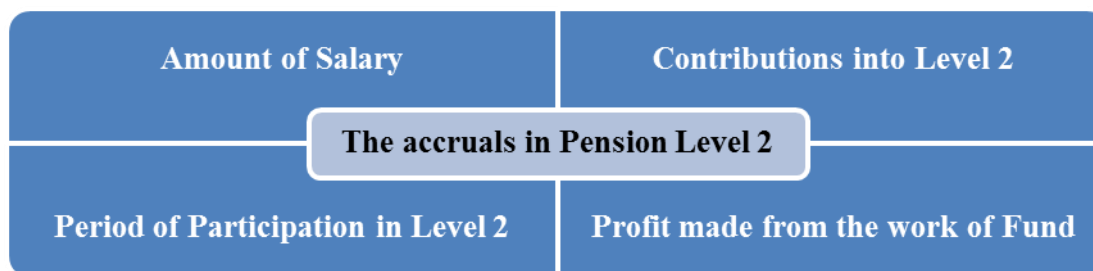 Amount of Salary
Contributions into Level 2
The accruals in Pension Level 2
Period of Participation in Level 2
Profit made from the work of Fund